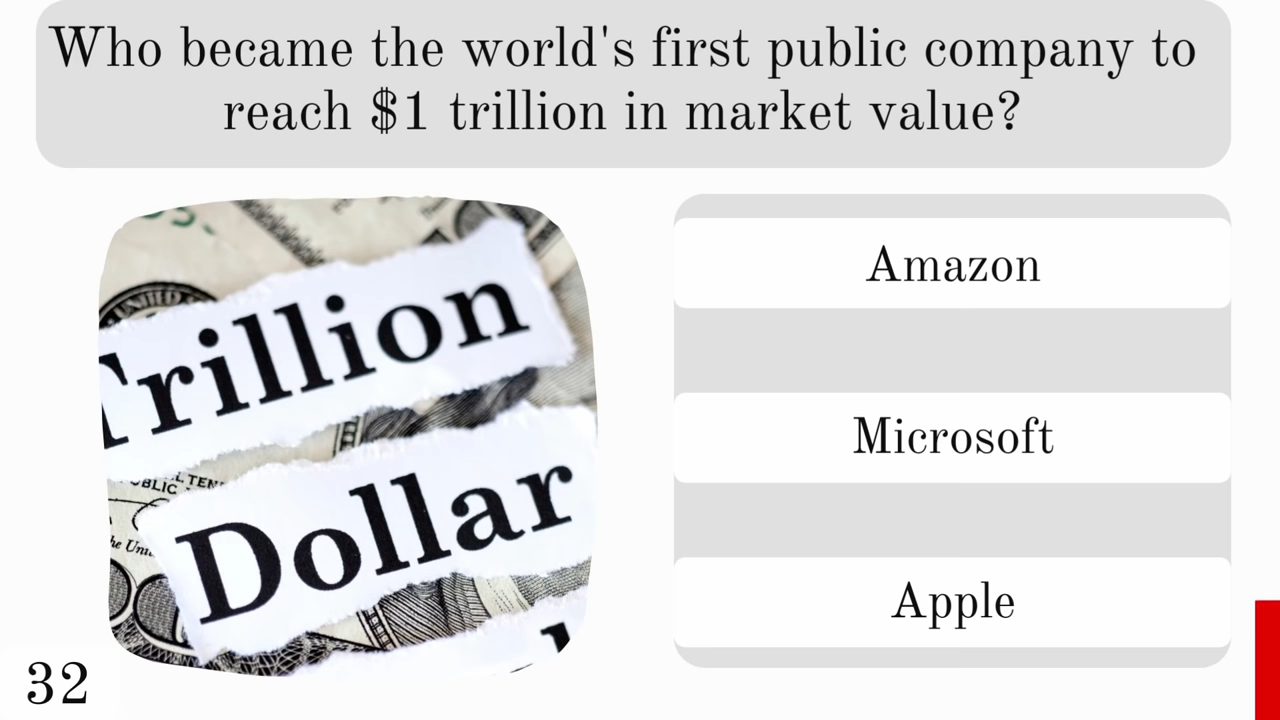 Who became the world's first public company to
reach $1 trillion in market value?
Trillion
Dollar
Amazon
Microsoft
Apple
32